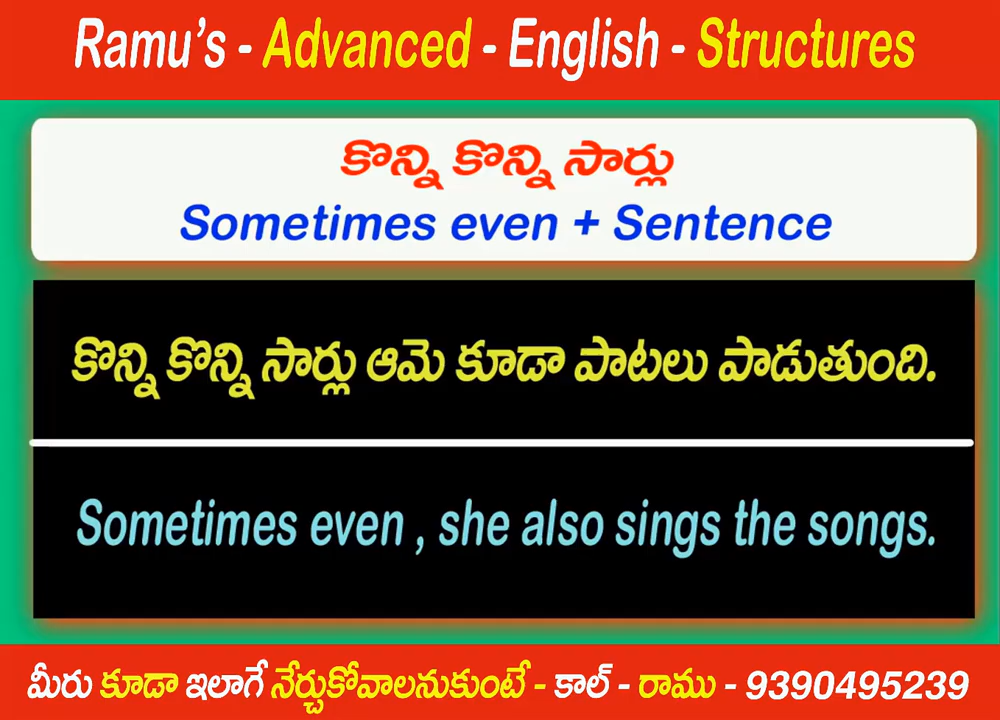 Ramu's - Advanced - English - Structures
కొన్ని కొన్ని సార్లు
Sometimes even + Sentence
కొన్ని కొన్ని సార్లు ఆమె కూడా పాటలు పాడుతుంది.
Sometimes even , she also sings the songs.
మీరు కూడా ఇలాగే నేర్చుకోవాలనుకుంటే - కాల్ - రాము - 9390495239